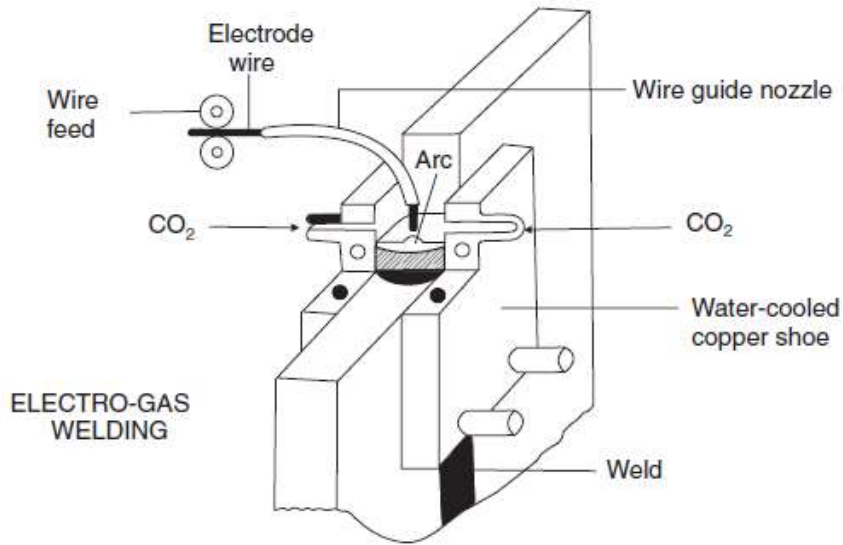 Electrode
wire
Wire guide nozzle
Wire
feed
Arc
CO₂
CO₂
Water-cooled
copper shoe
ELECTRO-GAS
WELDING
Weld